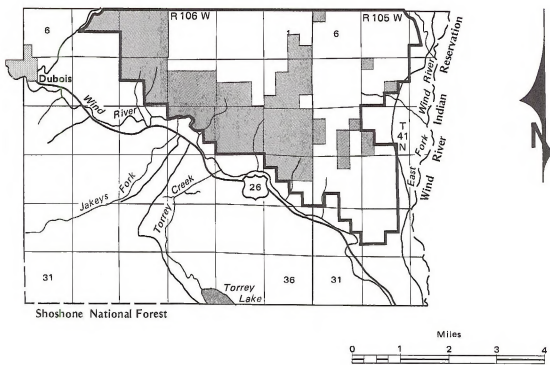 R 106 W
R 105 W
6
1
6
Dubois
Wind
River
Wind River
Reservation
East Fork
Wind River
Indian
T
41
N
Jakeys Fork
Torrey Creek
26
N
31
36
31
Torrey
Lake
Shoshone National Forest
Miles
0 1 2 3 4